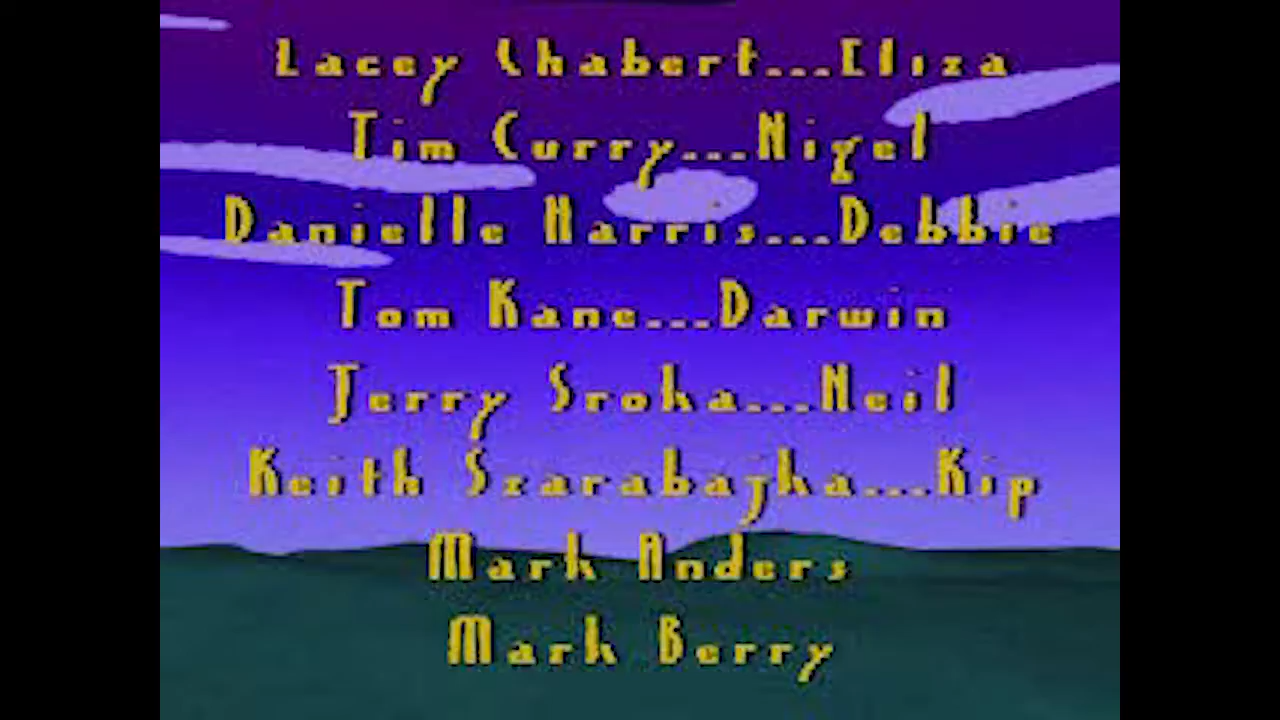 Lacey Chabert...Eliza
Tim Curry...Nigel
Danielle Harris...Debbie
Tom Kane...Darwin
Jerry Sroka...Neil
Keith Szarabajka...Kip
Mark Anders
Mark Berry